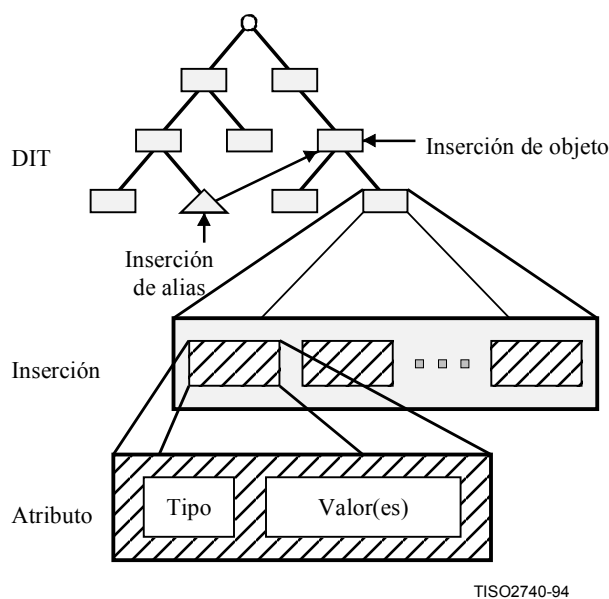 DIT
Inserción de objeto
Inserción
de alias
Inserción
Atributo
Tipo
Valor(es)
TISO2740-94